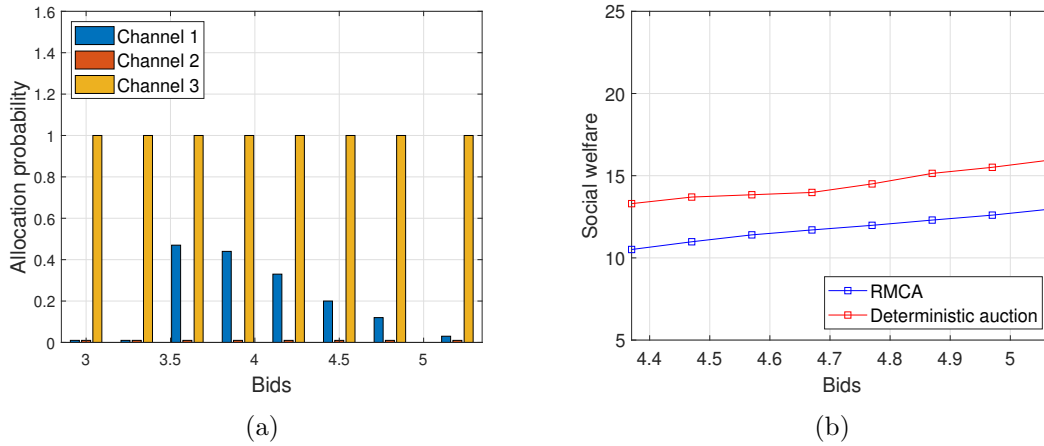 1.6
1.4
1.2
1
0.8
0.6
0.4
0.2
0
Allocation probability
Channel 1
Channel 2
Channel 3
3
3.5
4
4.5
5
Bids
(a)
25
20
15
10
5
Social welfare
RMCA
Deterministic auction
4.4
4.5
4.6
4.7
4.8
4.9
5
Bids
(b)